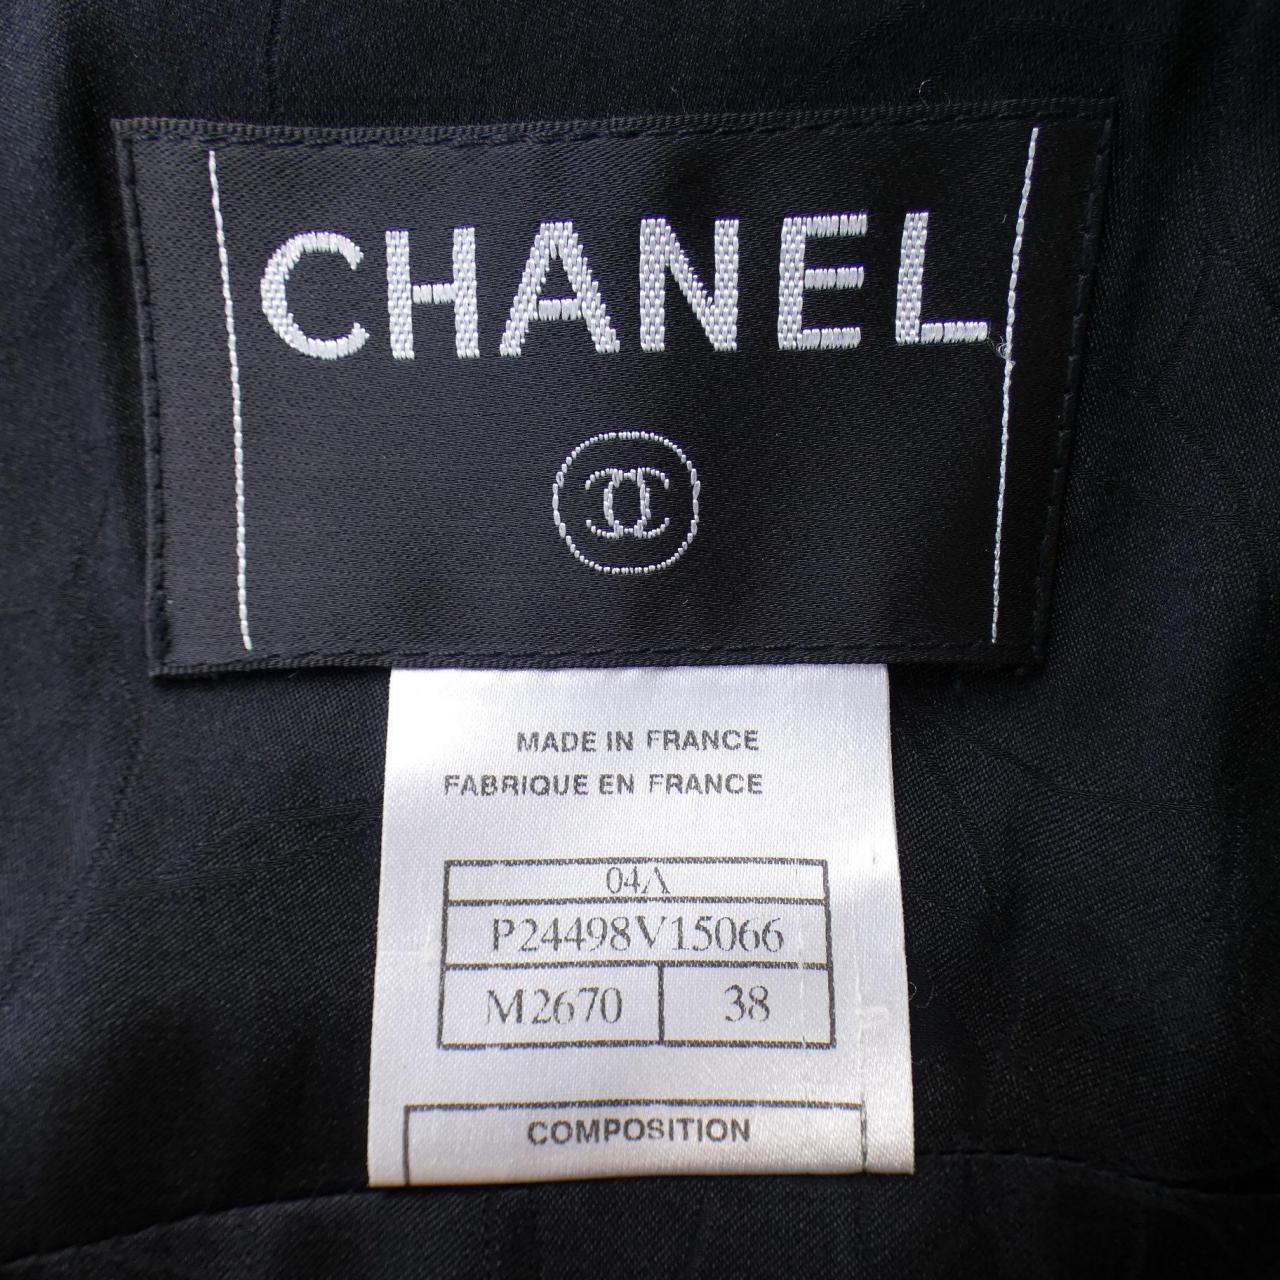 CHANEL
MADE IN FRANCE
FABRIQUE EN FRANCE
04A
P24498V15066
M2670 38
COMPOSITION